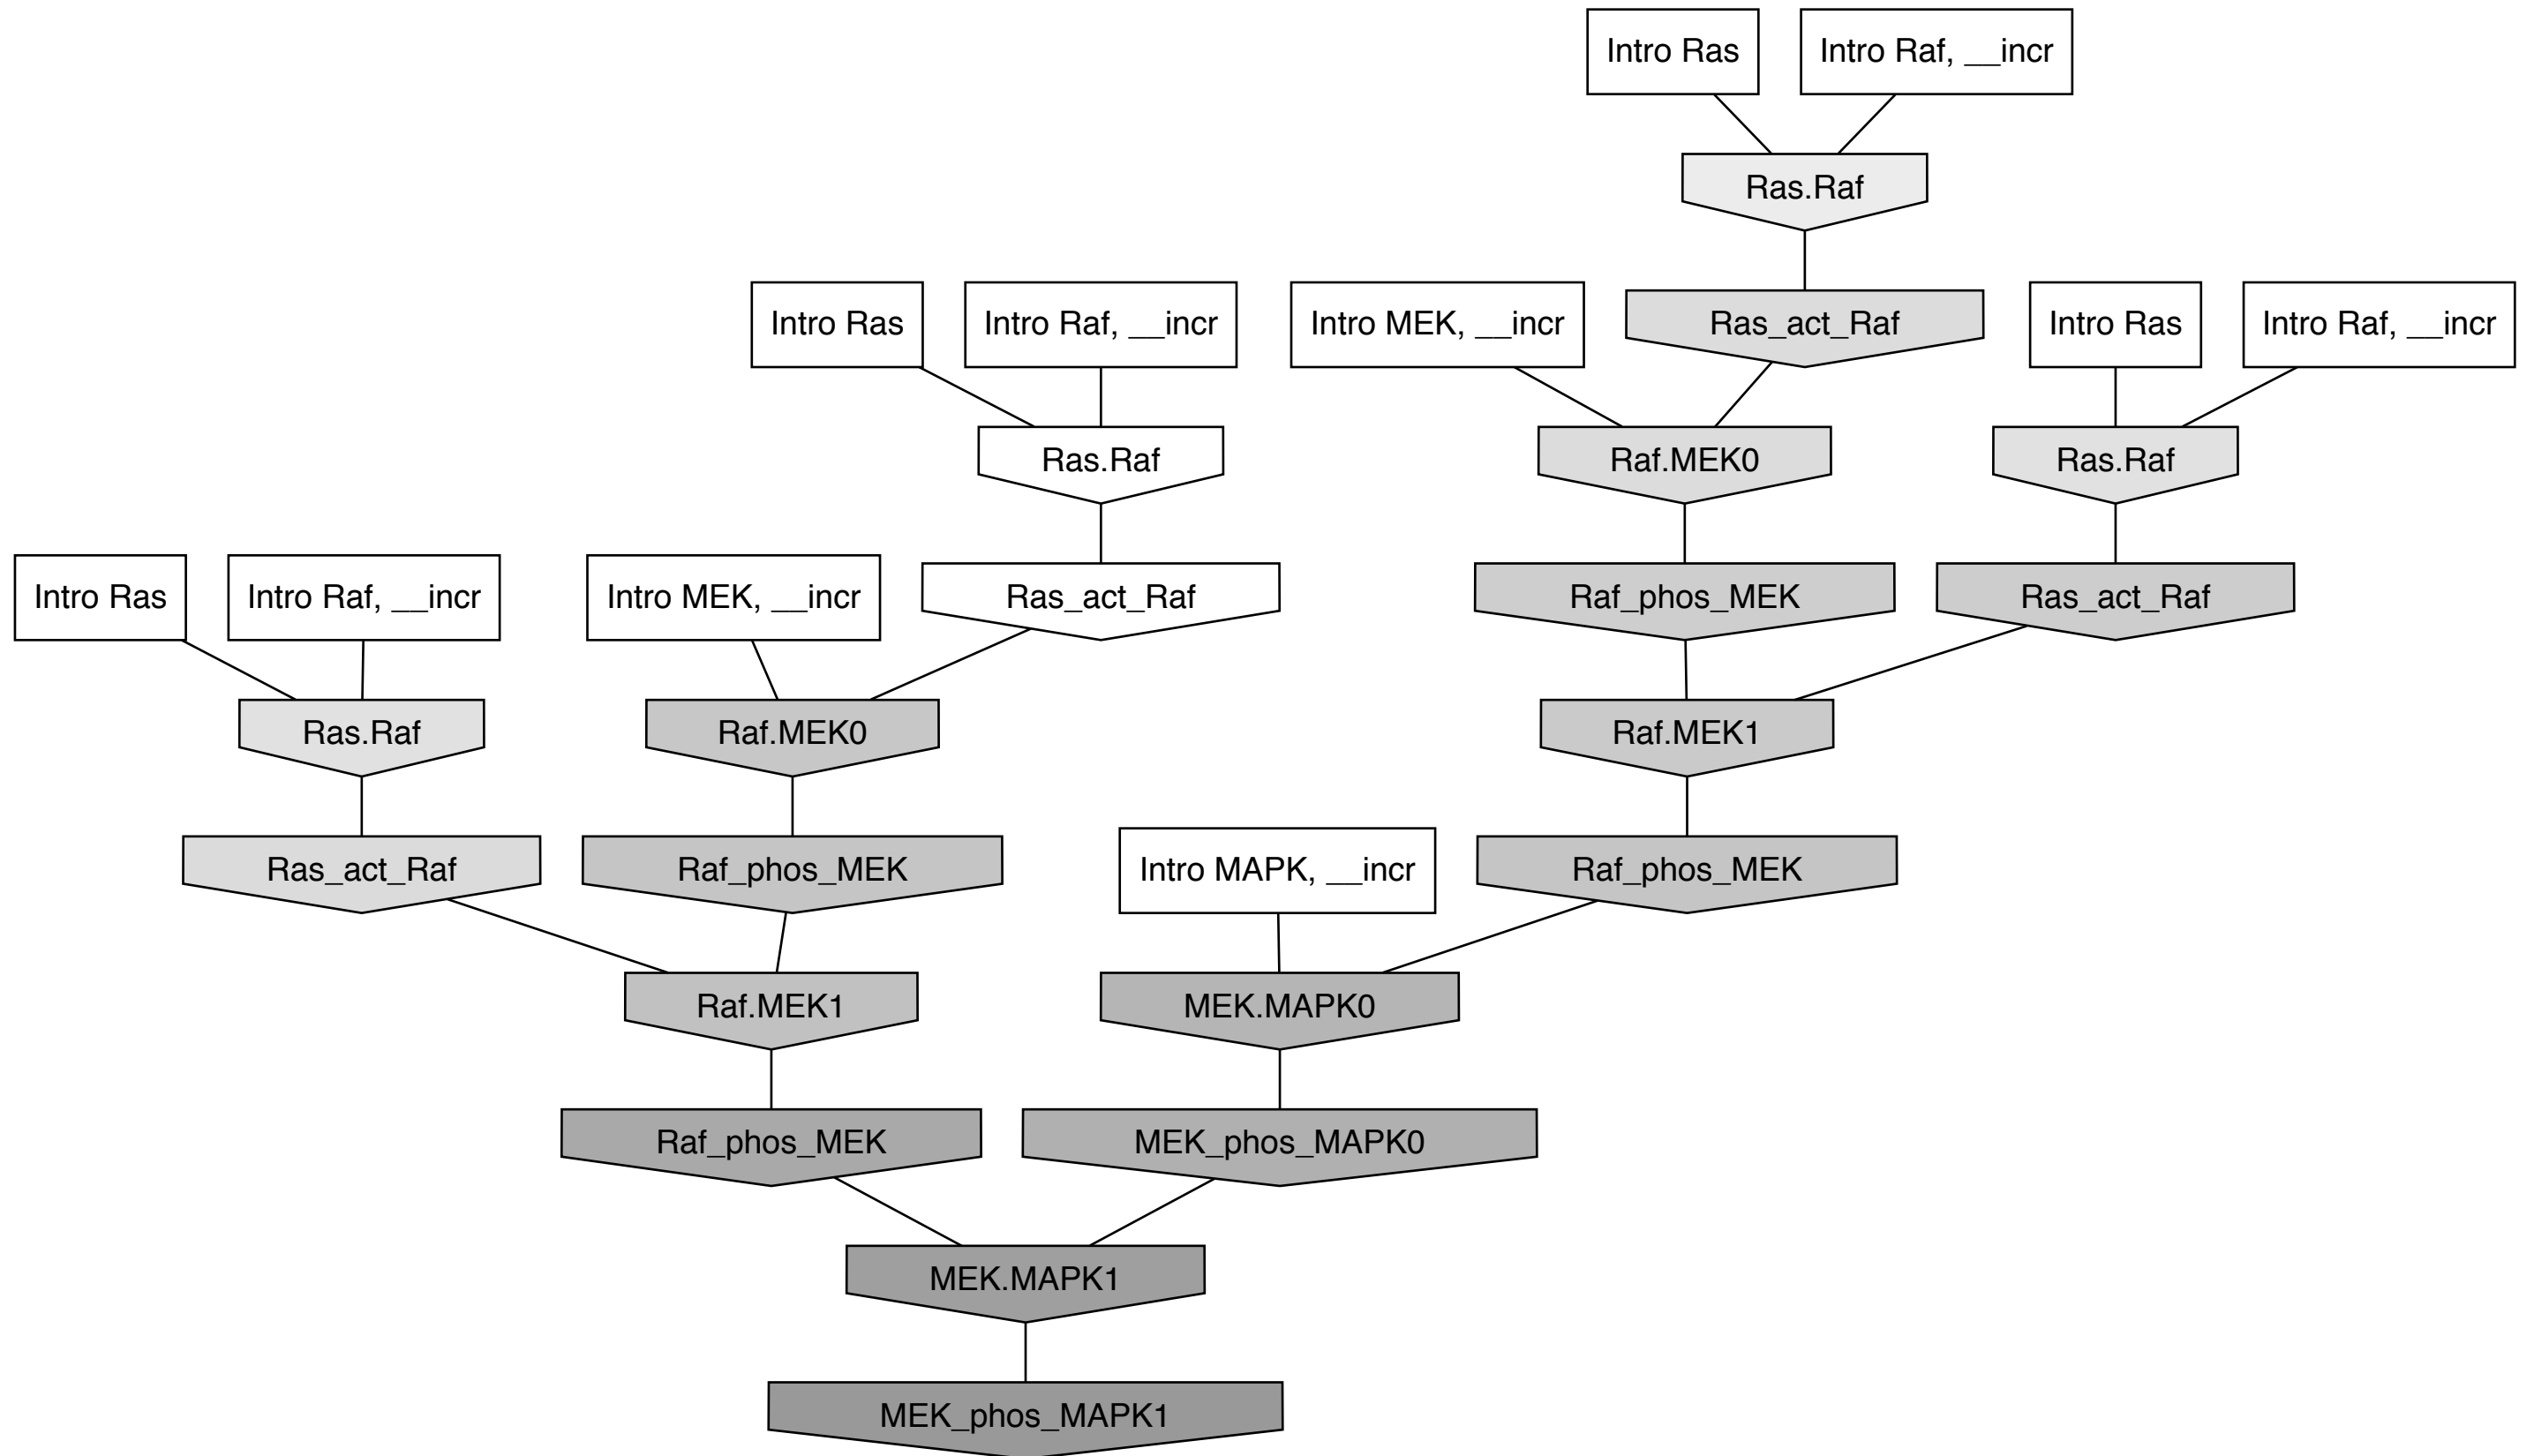 Intro Ras
Intro Raf, __incr
Ras.Raf
Intro Ras
Intro Raf, __incr
Intro MEK, __incr
Ras_act_Raf
Intro Ras
Intro Raf, __incr
Ras.Raf
Raf.MEK0
Ras.Raf
Intro Ras
Intro Raf, __incr
Intro MEK, __incr
Ras_act_Raf
Raf_phos_MEK
Ras_act_Raf
Ras.Raf
Raf.MEK0
Raf.MEK1
Ras_act_Raf
Raf_phos_MEK
Intro MAPK, __incr
Raf_phos_MEK
Raf.MEK1
MEK.MAPK0
Raf_phos_MEK
MEK_phos_MAPK0
MEK.MAPK1
MEK_phos_MAPK1